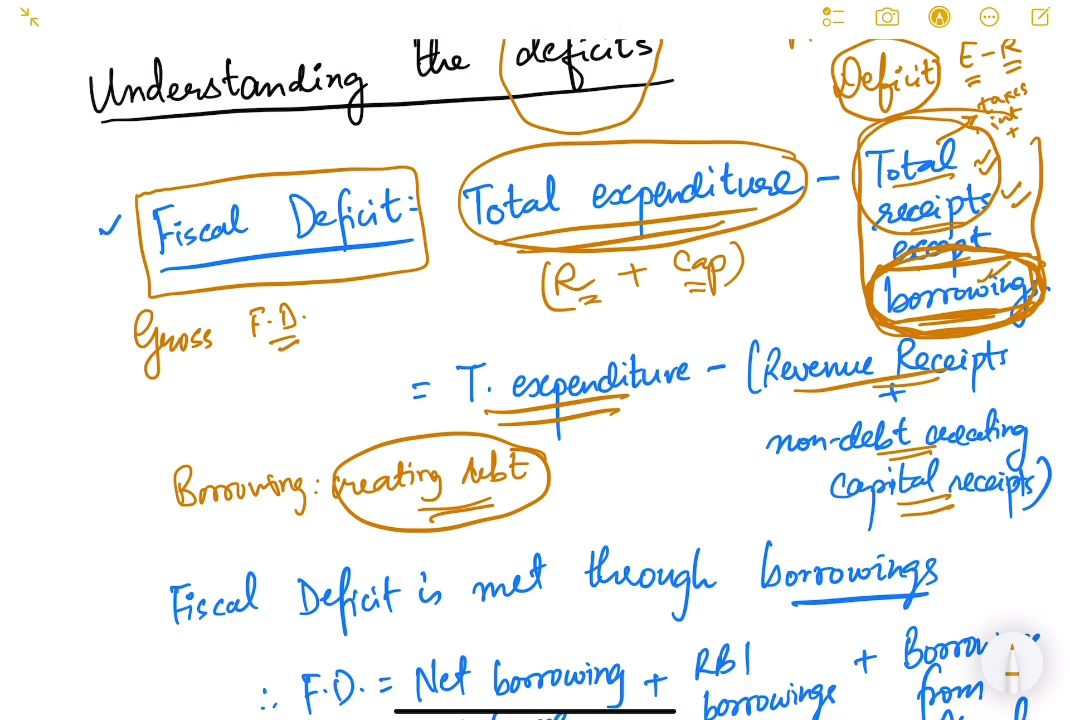 Understanding the deficits
Deficit E - R
taxes
int
+
✓ Fiscal Deficit: Total expenditure - Total
receipts
except
borrowing
(R + Cap)
Gross F.D.
= T. expenditure - (Revenue Receipts
+
non-debt creating
capital receipts)
Borrowing: creating debt
Fiscal Deficit is met through borrowings
∴ F.D. = Net borrowing + RBI + 
borrowings from